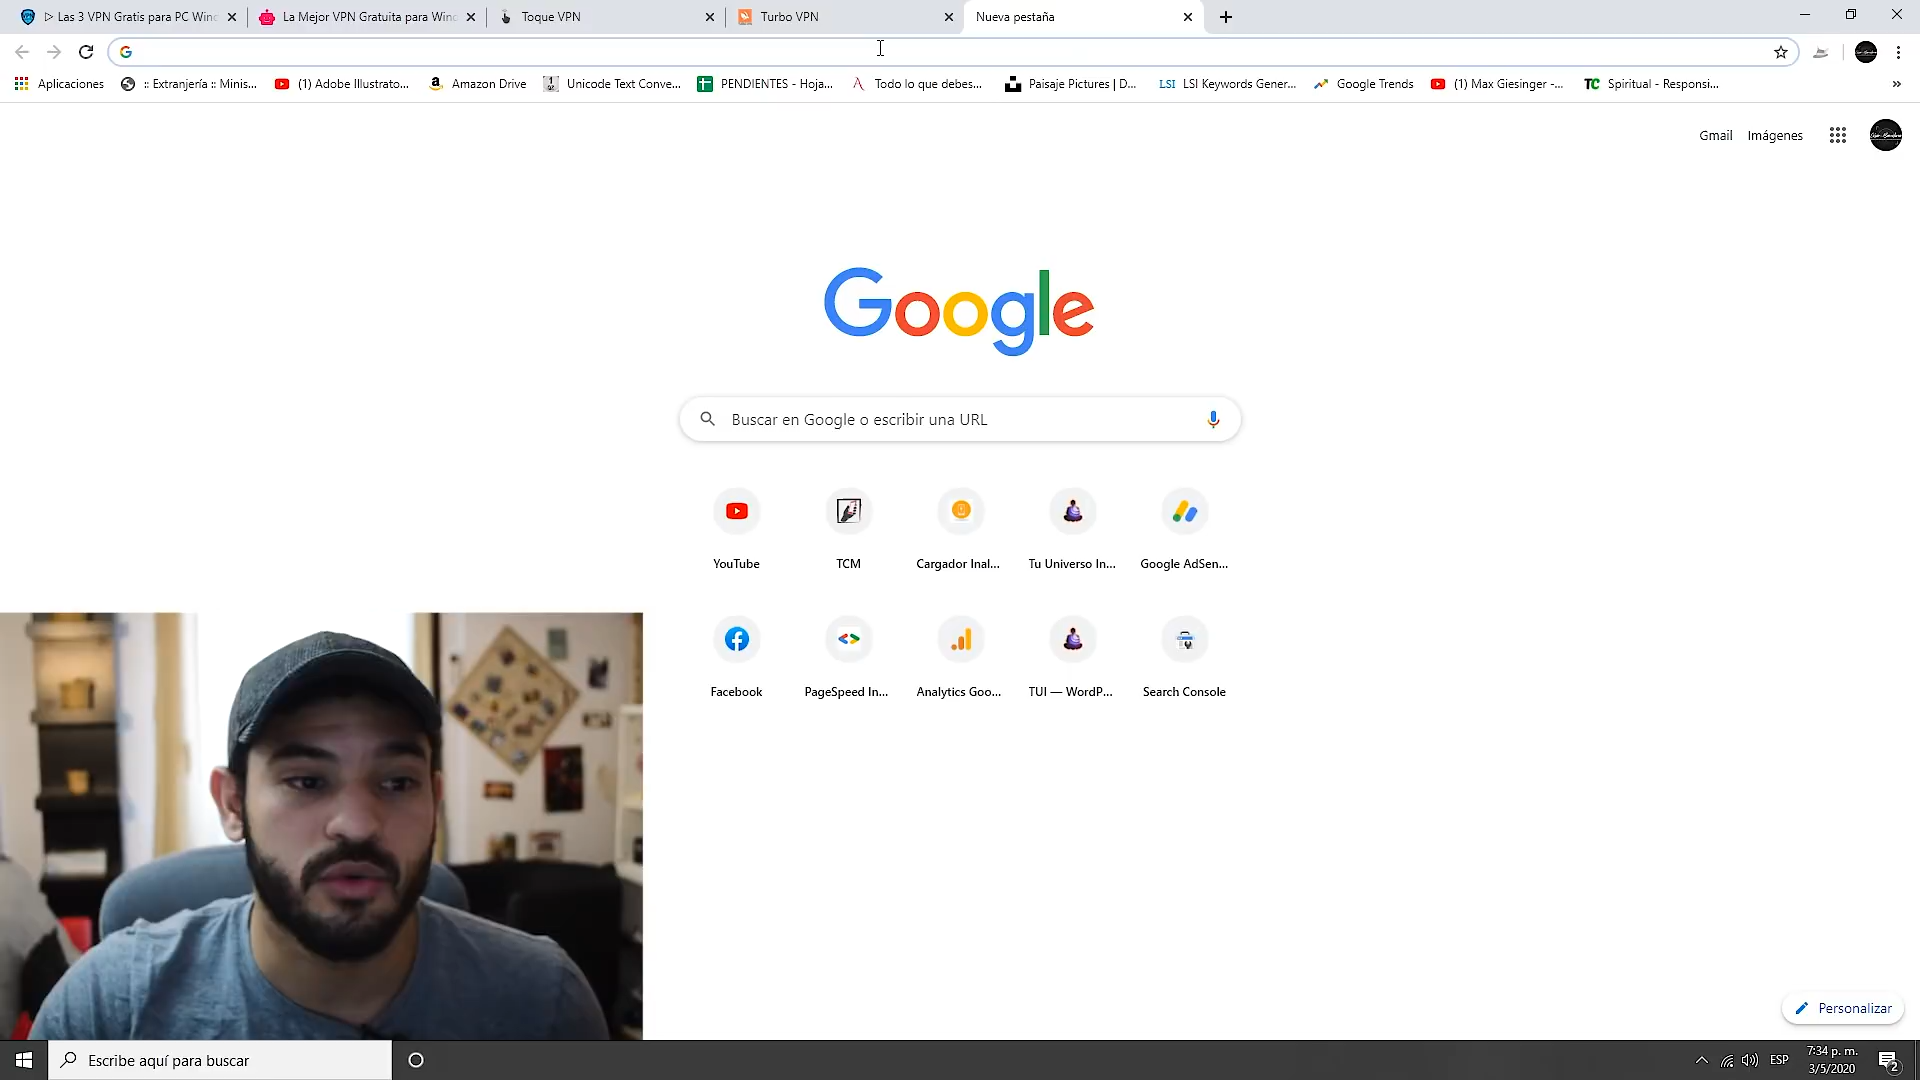 ▷ Las 3 VPN Gratis para PC Win
La Mejor VPN Gratuita para Win
Toque VPN
Turbo VPN
Nueva pestaña
Aplicaciones
:: Extranjería :: Minis...
(1) Adobe Illustrato...
Amazon Drive
Unicode Text Conve...
PENDIENTES - Hoja...
Todo lo que debes...
Paisaje Pictures | D...
LSI LSI Keywords Gener...
Google Trends
(1) Max Giesinger -...
TC Spiritual - Responsi...
»
Gmail
Imágenes
Google
Buscar en Google o escribir una URL
YouTube
TCM
Cargador Inal...
Tu Universo In...
Google AdSen...
Facebook
PageSpeed In...
Analytics Goo...
TUI — WordP...
Search Console
Personalizar
Escribe aquí para buscar
ESP
7:34 p. m.
3/5/2020
2